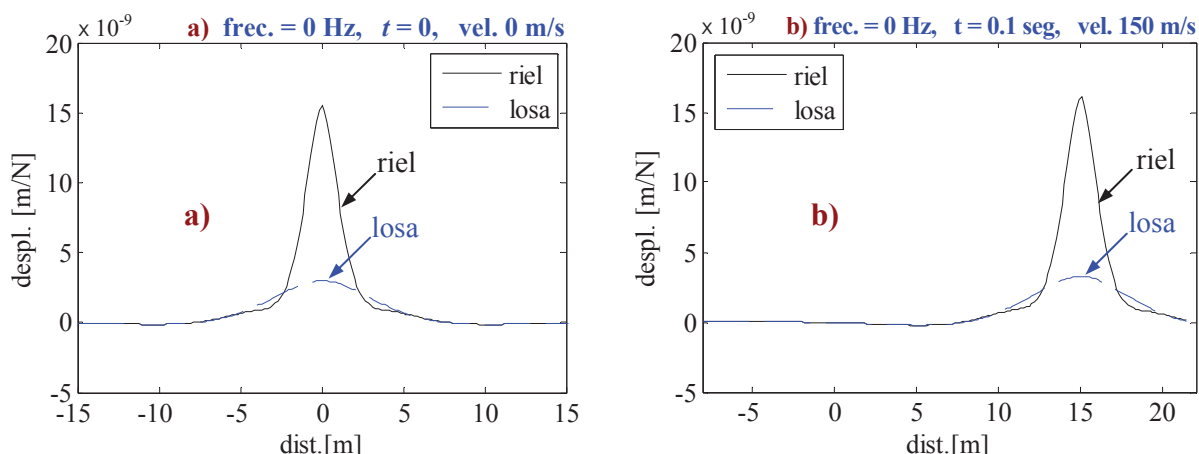 × 10⁻⁹ a) frec. = 0 Hz, t = 0, vel. 0 m/s
20
15
10
5
0
-5
despl. [m/N]
riel
losa
riel
losa
a)
-15 -10 -5 0 5 10 15
dist.[m]
× 10⁻⁹ b) frec. = 0 Hz, t = 0.1 seg, vel. 150 m/s
20
15
10
5
0
-5
despl. [m/N]
riel
losa
riel
losa
b)
-5 0 5 10 15 20
dist.[m]